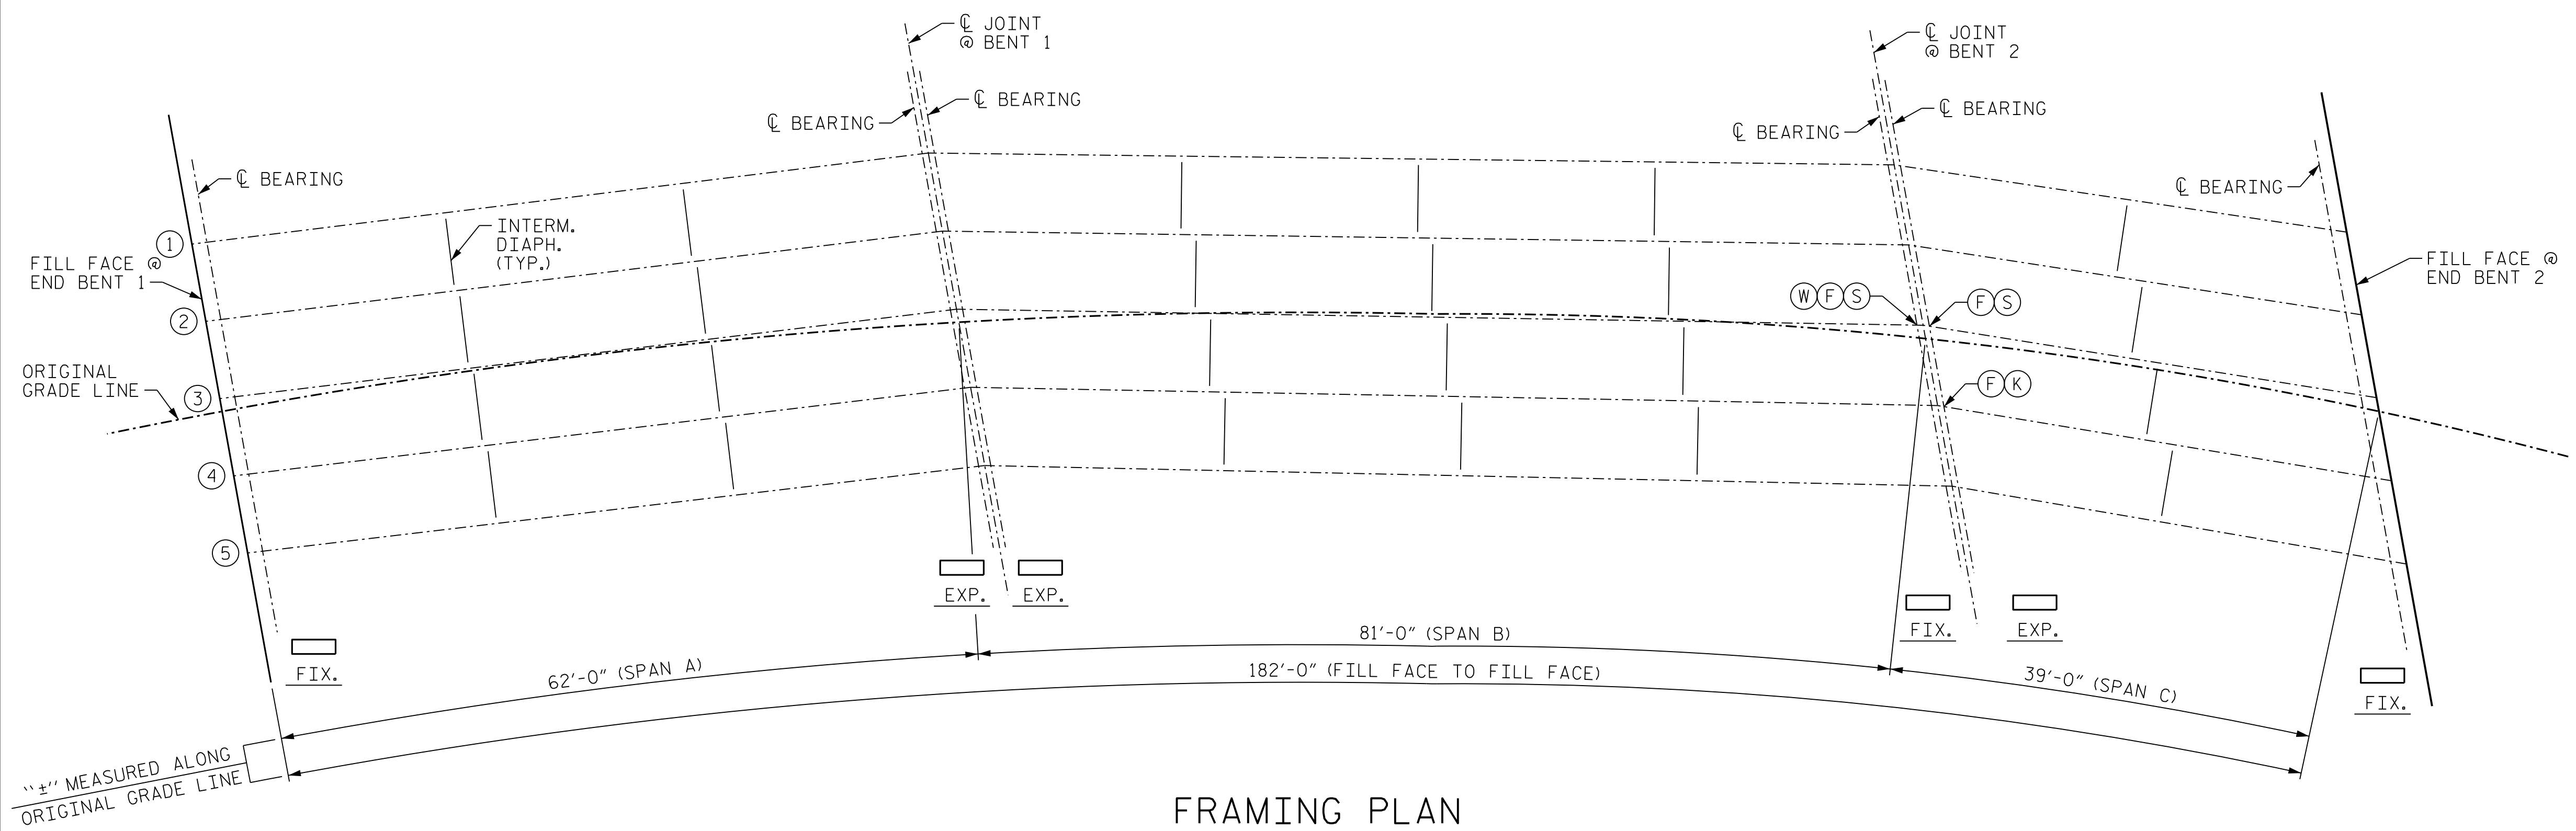 ℄ JOINT
@ BENT 1
℄ JOINT
@ BENT 2
℄ BEARING
℄ BEARING
℄ BEARING
℄ BEARING
℄ BEARING
℄ BEARING
1
INTERM.
DIAPH.
(TYP.)
FILL FACE @
END BENT 1
FILL FACE @
END BENT 2
2
W F S
F S
ORIGINAL
GRADE LINE
3
F K
4
5
EXP.
EXP.
FIX.
EXP.
FIX.
FIX.
62'-0" (SPAN A)
81'-0" (SPAN B)
39'-0" (SPAN C)
182'-0" (FILL FACE TO FILL FACE)
"±" MEASURED ALONG
ORIGINAL GRADE LINE
FRAMING PLAN